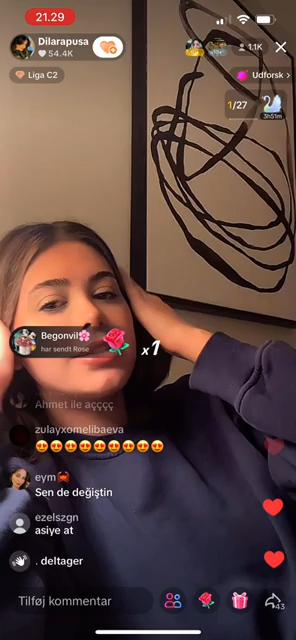 21.29
Dilarapusa
54.4K
1.1K
Liga C2
Udforsk >
1/27
3h51m
Begonvil🌸
har sendt Rose
x1
Ahmet ile açççç
zulayxomelibaeva
😍😍😍😍😍😍😍😍😍
eym🦀
Sen de değiştin
ezelszgn
asiye at
. deltager
Tilføj kommentar
43